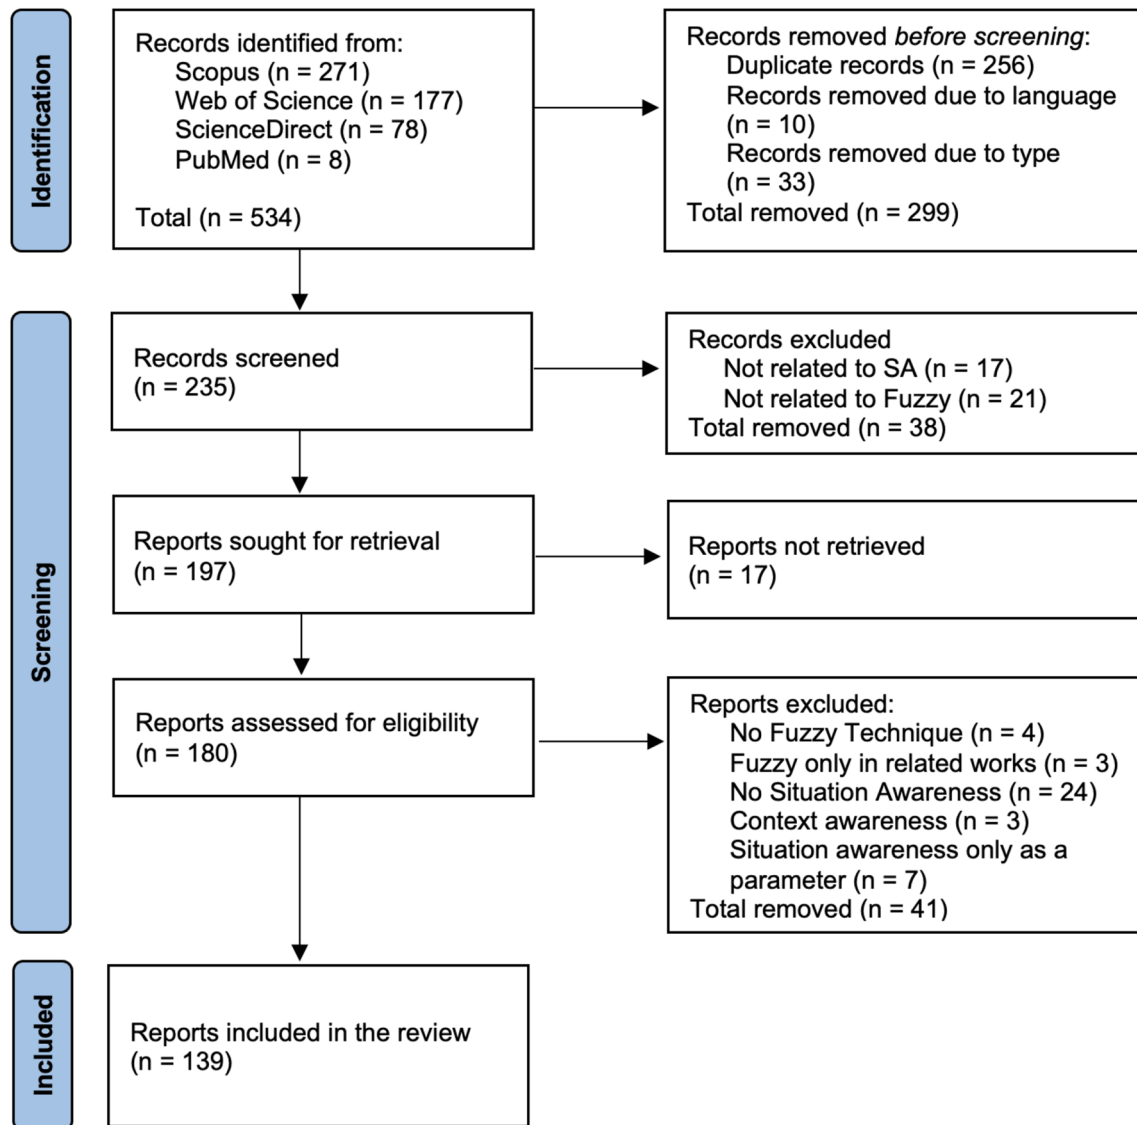 Identification
Records identified from:
Scopus (n = 271)
Web of Science (n = 177)
ScienceDirect (n = 78)
PubMed (n = 8)
Total (n = 534)
Records removed before screening:
Duplicate records (n = 256)
Records removed due to language
(n = 10)
Records removed due to type
(n = 33)
Total removed (n = 299)
Screening
Records screened
(n = 235)
Records excluded
Not related to SA (n = 17)
Not related to Fuzzy (n = 21)
Total removed (n = 38)
Reports sought for retrieval
(n = 197)
Reports not retrieved
(n = 17)
Reports assessed for eligibility
(n = 180)
Reports excluded:
No Fuzzy Technique (n = 4)
Fuzzy only in related works (n = 3)
No Situation Awareness (n = 24)
Context awareness (n = 3)
Situation awareness only as a
parameter (n = 7)
Total removed (n = 41)
Included
Reports included in the review
(n = 139)